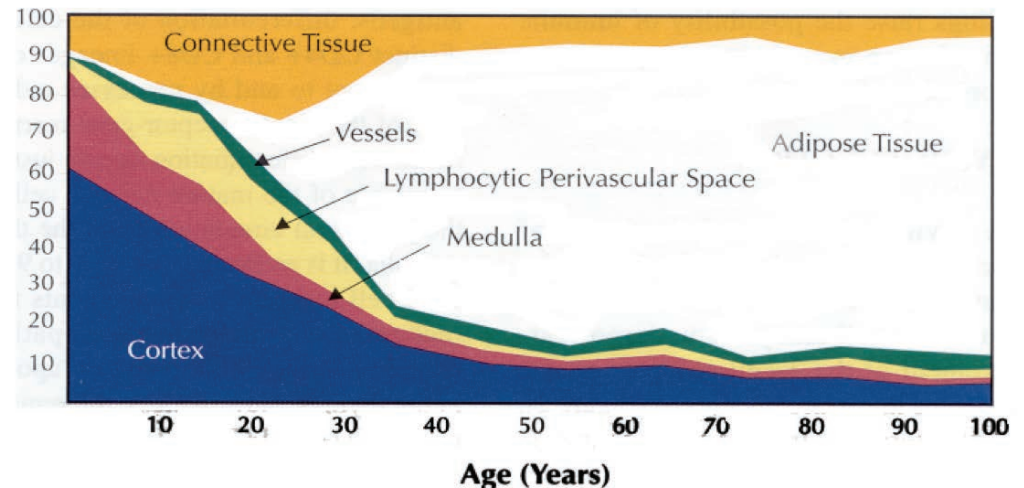 100
90
80
70
60
50
40
30
20
10
Connective Tissue
Vessels
Adipose Tissue
Lymphocytic Perivascular Space
Medulla
Cortex
10 20 30 40 50 60 70 80 90 100
Age (Years)